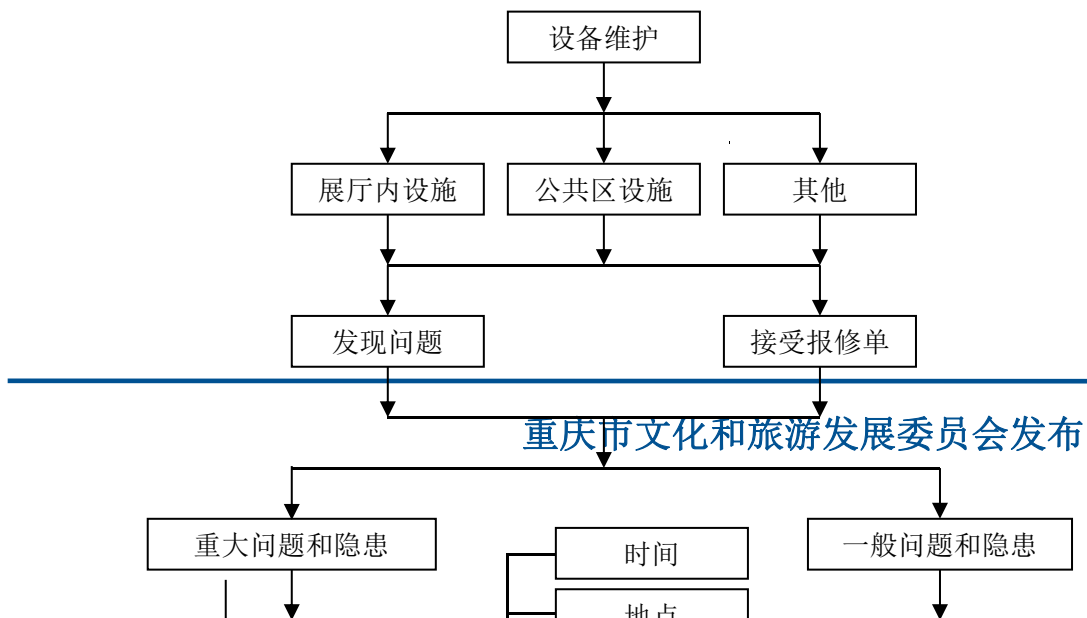 设备维护
展厅内设施
公共区设施
其他
发现问题
接受报修单
重庆市文化和旅游发展委员会发布
重大问题和隐患
时间
一般问题和隐患
地点